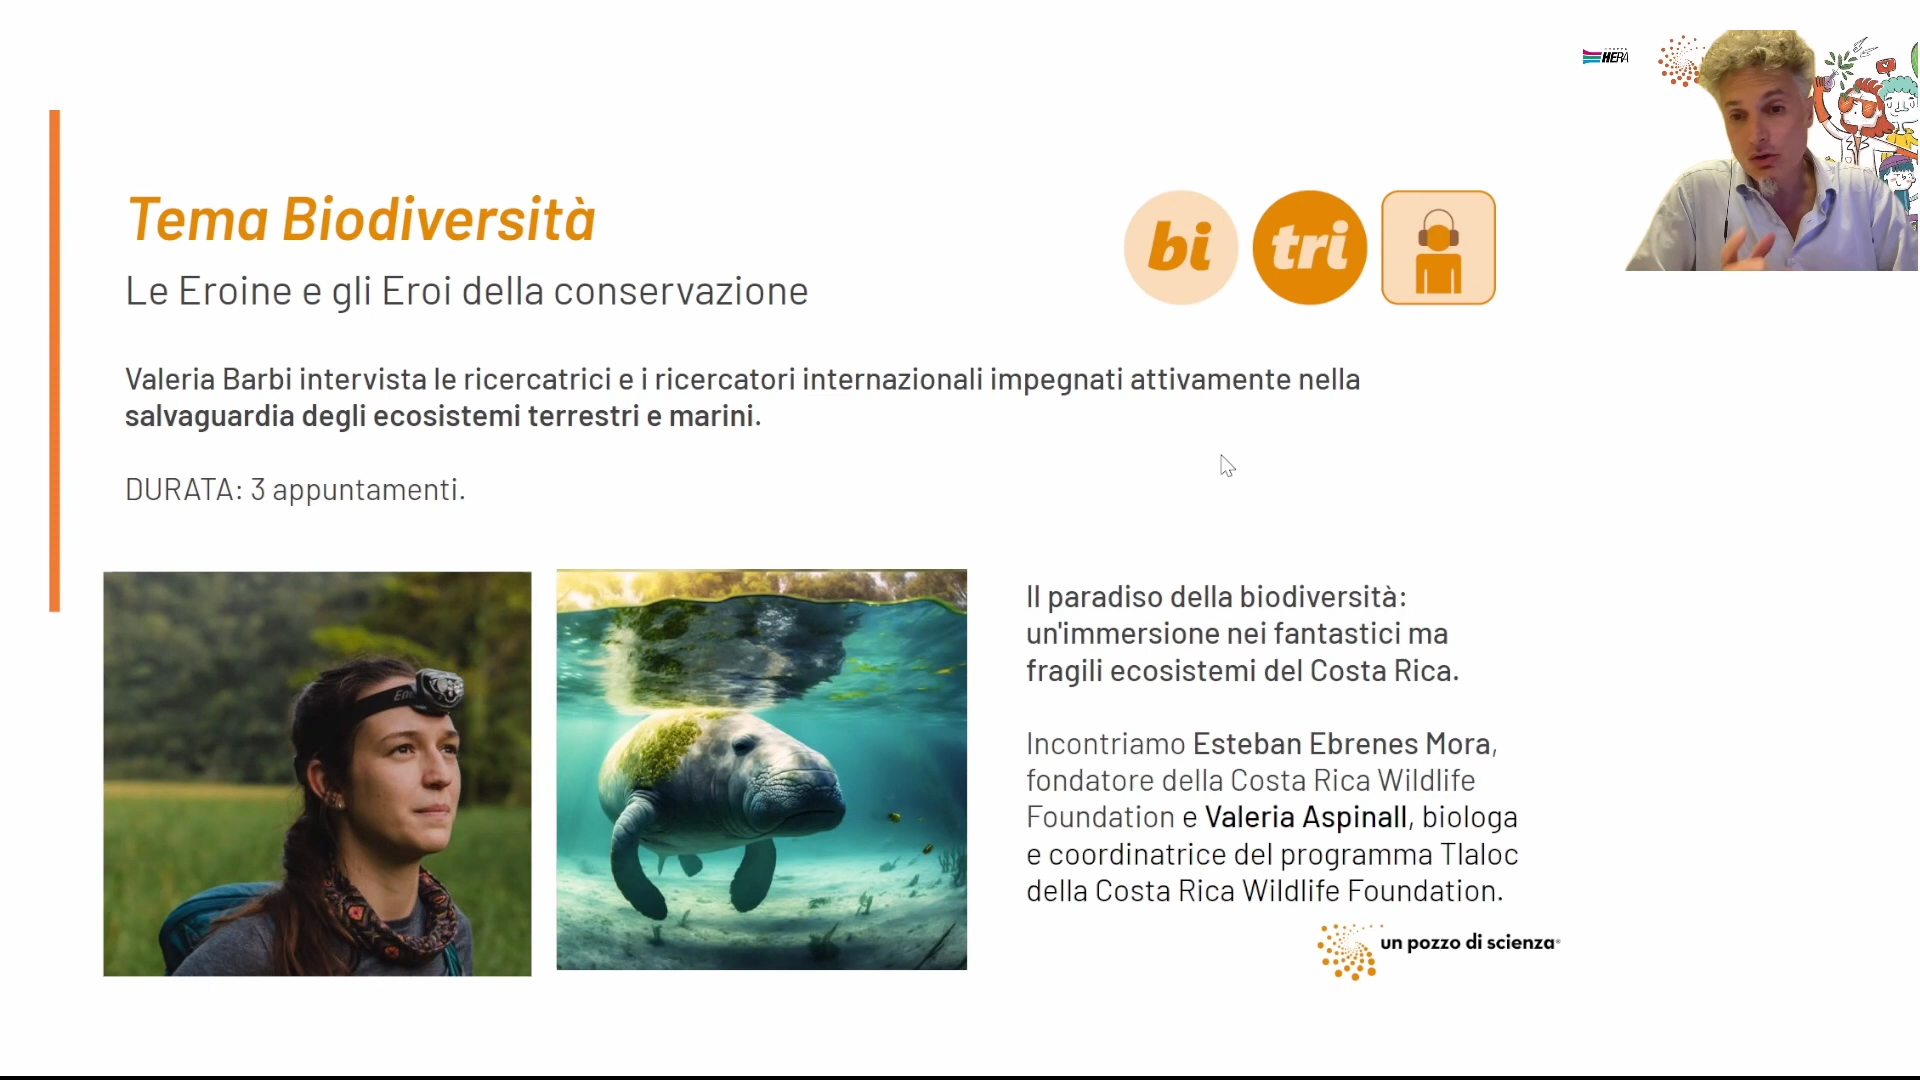 HERA
Tema Biodiversità
Le Eroine e gli Eroi della conservazione
bi
tri
Valeria Barbi intervista le ricercatrici e i ricercatori internazionali impegnati attivamente nella
salvaguardia degli ecosistemi terrestri e marini.
DURATA: 3 appuntamenti.
Il paradiso della biodiversità:
un'immersione nei fantastici ma
fragili ecosistemi del Costa Rica.
Incontriamo Esteban Ebrenes Mora,
fondatore della Costa Rica Wildlife
Foundation e Valeria Aspinall, biologa
e coordinatrice del programma Tlaloc
della Costa Rica Wildlife Foundation.
un pozzo di scienza